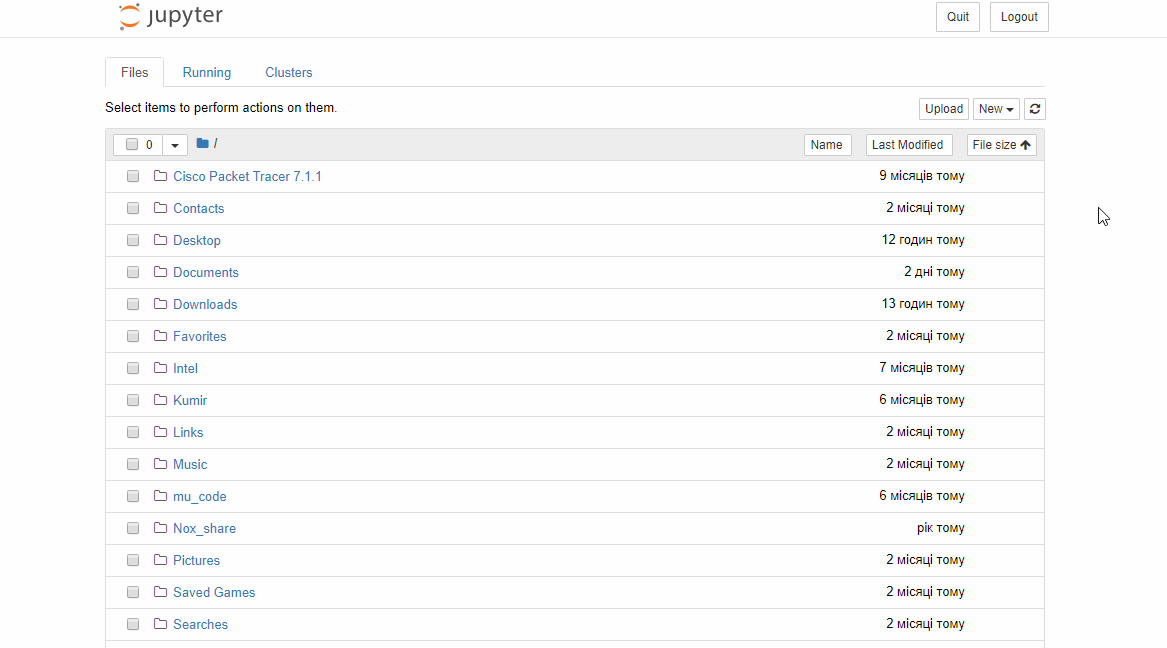 jupyter Quit Logout
Files Running Clusters
Select items to perform actions on them. Upload New
0 / Name Last Modified File size
Cisco Packet Tracer 7.1.1 9 місяців тому
Contacts 2 місяці тому
Desktop 12 годин тому
Documents 2 дні тому
Downloads 13 годин тому
Favorites 2 місяці тому
Intel 7 місяців тому
Kumir 6 місяців тому
Links 2 місяці тому
Music 2 місяці тому
mu_code 6 місяців тому
Nox_share рік тому
Pictures 2 місяці тому
Saved Games 2 місяці тому
Searches 2 місяці тому